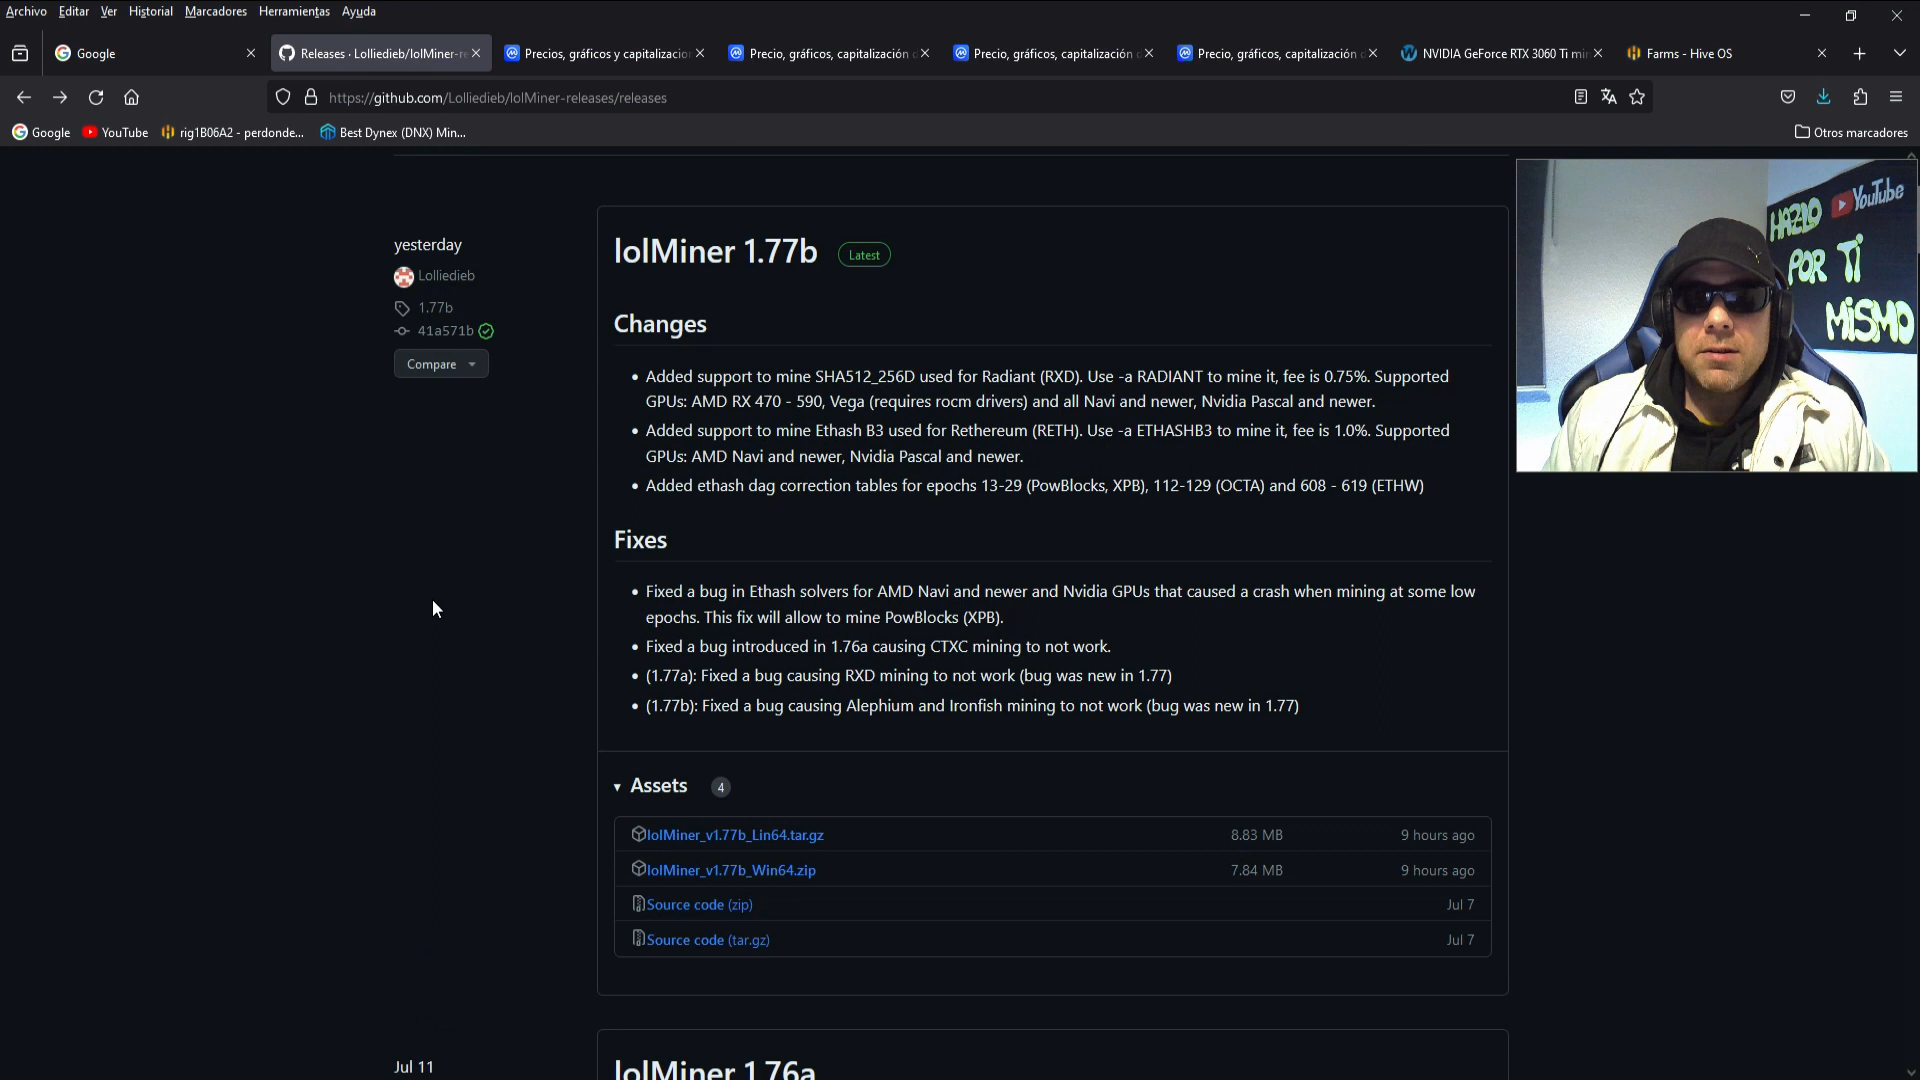 Archivo Editar Ver Historial Marcadores Herramientas Ayuda
Google
Releases · Lolliedieb/lolMiner-re
Precios, gráficos y capitalizacion
Precio, gráficos, capitalización d
Precio, gráficos, capitalización d
Precio, gráficos, capitalización d
NVIDIA GeForce RTX 3060 Ti min
Farms - Hive OS
https://github.com/Lolliedieb/lolMiner-releases/releases
Google YouTube rig1B06A2 - perdonde... Best Dynex (DNX) Min... Otros marcadores
yesterday
Lolliedieb
1.77b
41a571b
Compare
lolMiner 1.77b Latest
Changes
Added support to mine SHA512_256D used for Radiant (RXD). Use -a RADIANT to mine it, fee is 0.75%. Supported
GPUs: AMD RX 470 - 590, Vega (requires rocm drivers) and all Navi and newer, Nvidia Pascal and newer.
Added support to mine Ethash B3 used for Rethereum (RETH). Use -a ETHASHB3 to mine it, fee is 1.0%. Supported
GPUs: AMD Navi and newer, Nvidia Pascal and newer.
Added ethash dag correction tables for epochs 13-29 (PowBlocks, XPB), 112-129 (OCTA) and 608 - 619 (ETHW)
Fixes
Fixed a bug in Ethash solvers for AMD Navi and newer and Nvidia GPUs that caused a crash when mining at some low
epochs. This fix will allow to mine PowBlocks (XPB).
Fixed a bug introduced in 1.76a causing CTXC mining to not work.
(1.77a): Fixed a bug causing RXD mining to not work (bug was new in 1.77)
(1.77b): Fixed a bug causing Alephium and Ironfish mining to not work (bug was new in 1.77)
Assets 4
lolMiner_v1.77b_Lin64.tar.gz 8.83 MB 9 hours ago
lolMiner_v1.77b_Win64.zip 7.84 MB 9 hours ago
Source code (zip) Jul 7
Source code (tar.gz) Jul 7
Jul 11
lolMiner 1.76a
YouTube
HAZLO
POR TI
MiSMO